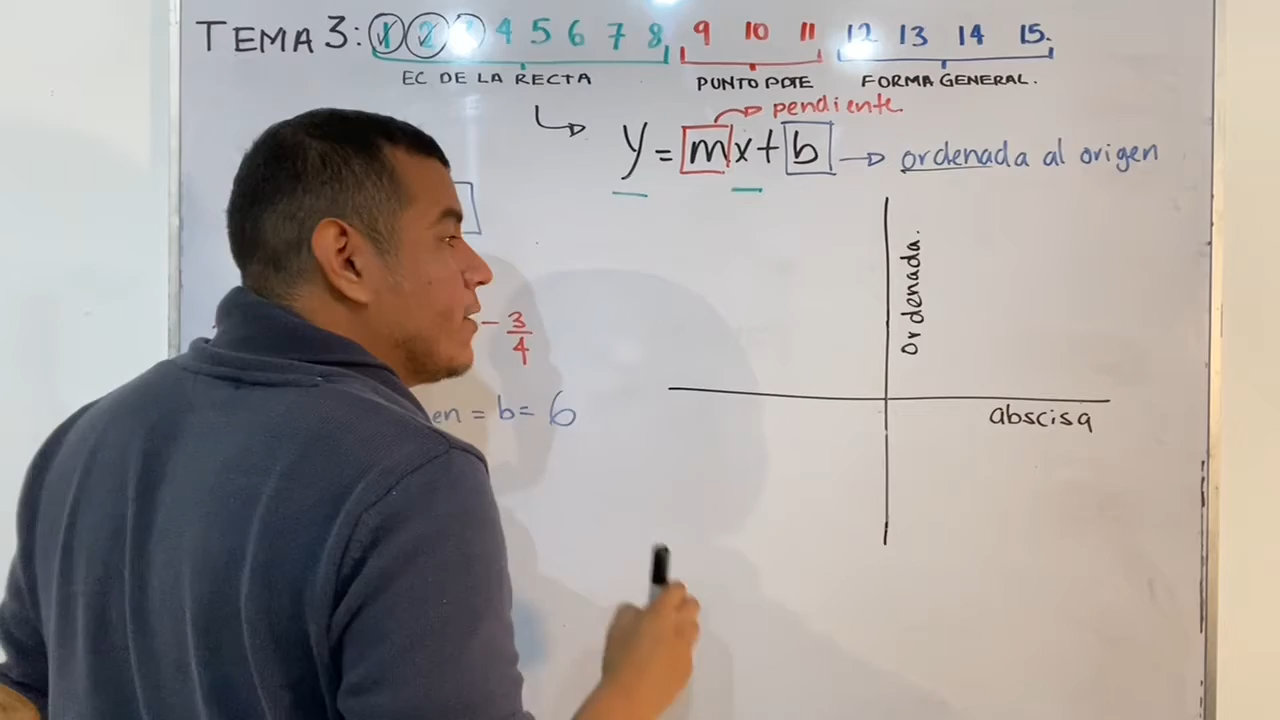 TEMA 3: 1 2 3 4 5 6 7 8, 9 10 11 12 13 14 15.
EC DE LA RECTA PUNTO PDTE FORMA GENERAL.
pendiente
y = mx + b ordenada al origen
ordenada.
- 3/4
en = b = 6
abscisa